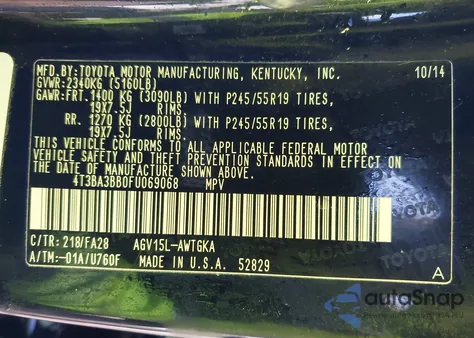 MFD.BY:TOYOTA MOTOR MANUFACTURING, KENTUCKY, INC. 10/14
GVWR:2340KG (5160LB)
GAWR:FRT. 1400 KG (3090LB) WITH P245/55R19 TIRES,
19X7.5J RIMS
RR. 1270 KG (2800LB) WITH P245/55R19 TIRES,
19X7.5J RIMS
THIS VEHICLE CONFORMS TO ALL APPLICABLE FEDERAL MOTOR
VEHICLE SAFETY AND THEFT PREVENTION STANDARDS IN EFFECT ON
THE DATE OF MANUFACTURE SHOWN ABOVE.
4T3BA3BB0FU069068 MPV
C/TR:218/FA28 AGV15L-AWTGKA
A/TM:-01A/U760F MADE IN U.S.A. 52829
A
TOYOTA
autoSnap